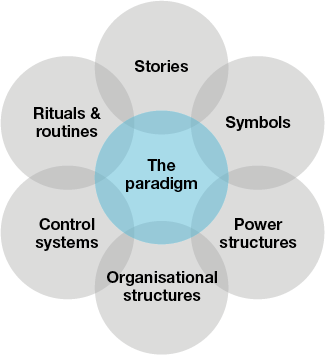 Stories
Rituals &
routines
Symbols
The
paradigm
Control
systems
Power
structures
Organisational
structures